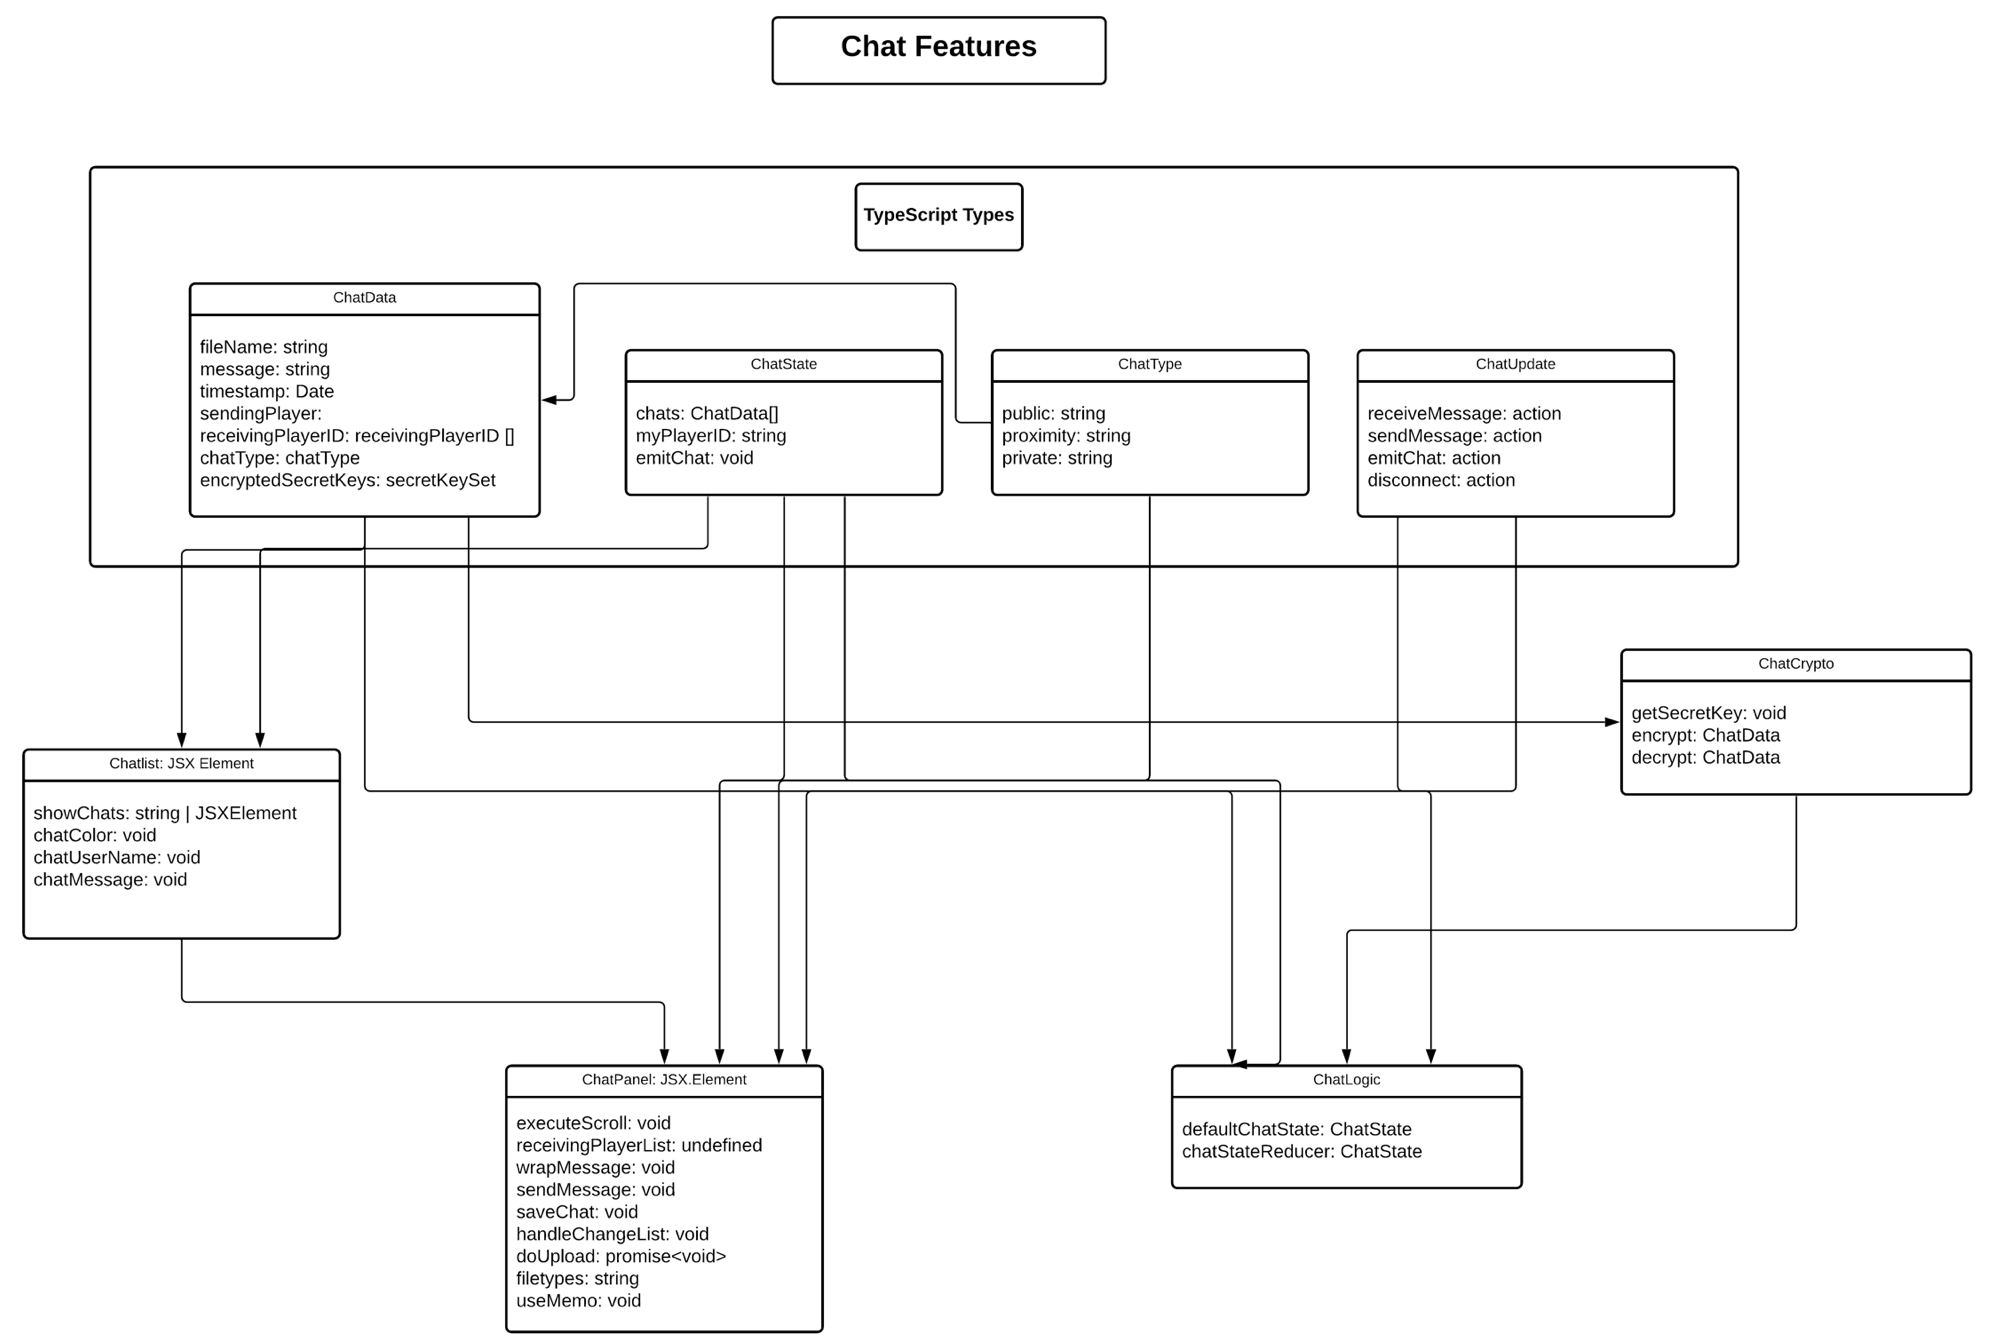 Chat Features
TypeScript Types
ChatData
fileName: string
message: string
timestamp: Date
sendingPlayer:
receivingPlayerID: receivingPlayerID []
chatType: chatType
encryptedSecretKeys: secretKeySet
ChatState
chats: ChatData[]
myPlayerID: string
emitChat: void
ChatType
public: string
proximity: string
private: string
ChatUpdate
receiveMessage: action
sendMessage: action
emitChat: action
disconnect: action
ChatCrypto
getSecretKey: void
encrypt: ChatData
decrypt: ChatData
Chatlist: JSX Element
showChats: string | JSXElement
chatColor: void
chatUserName: void
chatMessage: void
ChatPanel: JSX.Element
executeScroll: void
receivingPlayerList: undefined
wrapMessage: void
sendMessage: void
saveChat: void
handleChangeList: void
doUpload: promise<void>
filetypes: string
useMemo: void
ChatLogic
defaultChatState: ChatState
chatStateReducer: ChatState